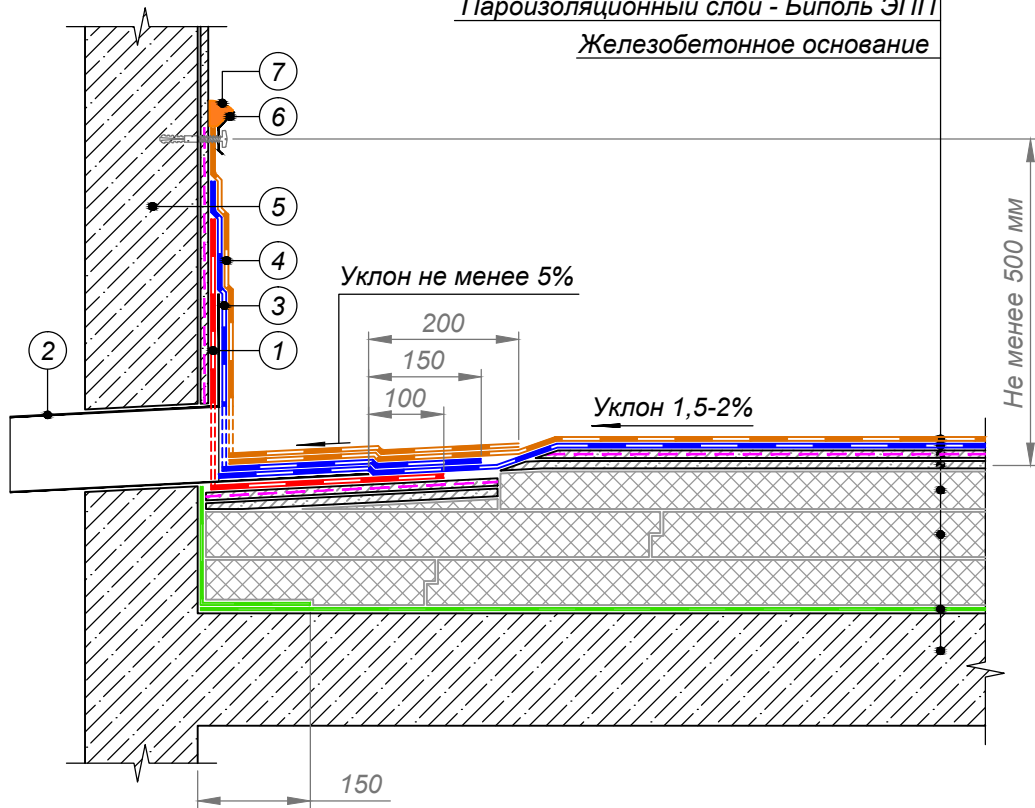 Пароизоляционный слой - Биполь ЭПП
Железобетонное основание
7
6
5
4
3
1
2
Уклон не менее 5%
200
150
100
Уклон 1,5-2%
Не менее 500 мм
150